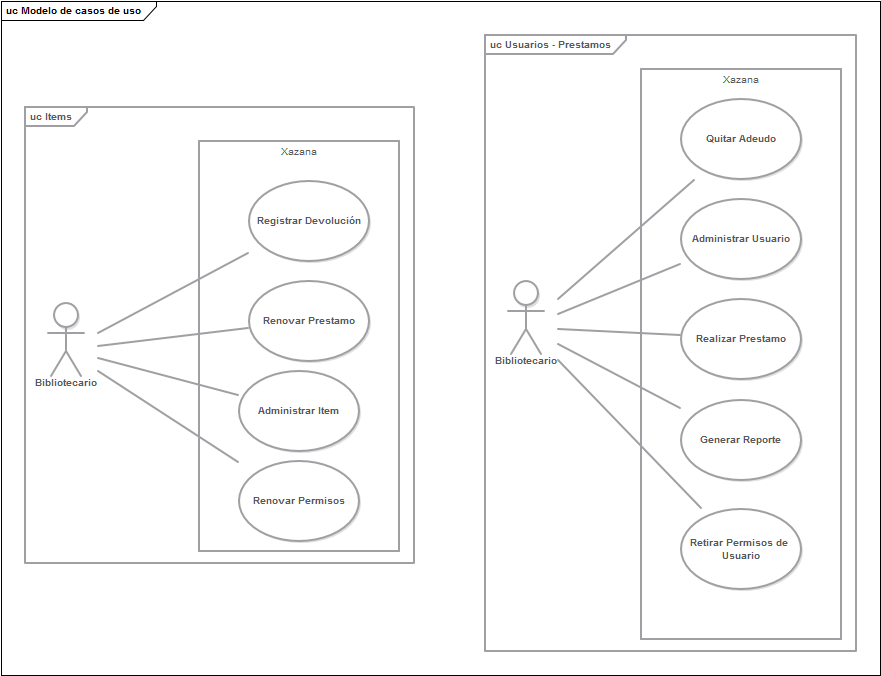 uc Modelo de casos de uso
uc Items
Xazana
Registrar Devolución
Renovar Prestamo
Administrar Item
Renovar Permisos
Bibliotecario
uc Usuarios - Prestamos
Xazana
Quitar Adeudo
Administrar Usuario
Realizar Prestamo
Generar Reporte
Retirar Permisos de
Usuario
Bibliotecario